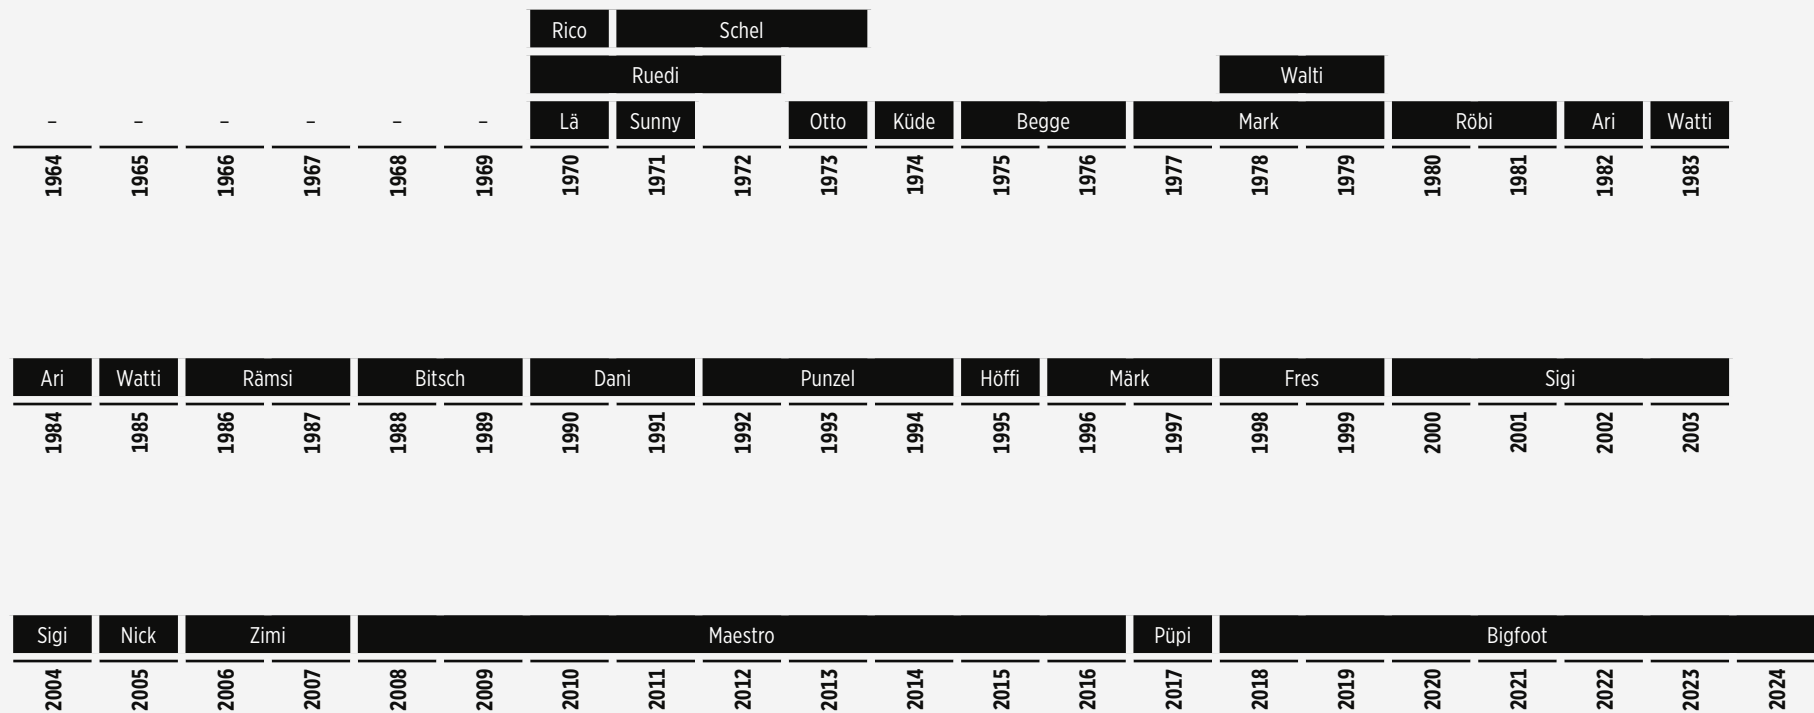 Rico Schel
Ruedi Walti
– – – – – – Lä Sunny Otto Küde Begge Mark Röbi Ari Watti
1964 1965 1966 1967 1968 1969 1970 1971 1972 1973 1974 1975 1976 1977 1978 1979 1980 1981 1982 1983
Ari Watti Rämsi Bitsch Dani Punzel Höffi Märk Fres Sigi
1984 1985 1986 1987 1988 1989 1990 1991 1992 1993 1994 1995 1996 1997 1998 1999 2000 2001 2002 2003
Sigi Nick Zimi Maestro Püpi Bigfoot
2004 2005 2006 2007 2008 2009 2010 2011 2012 2013 2014 2015 2016 2017 2018 2019 2020 2021 2022 2023 2024